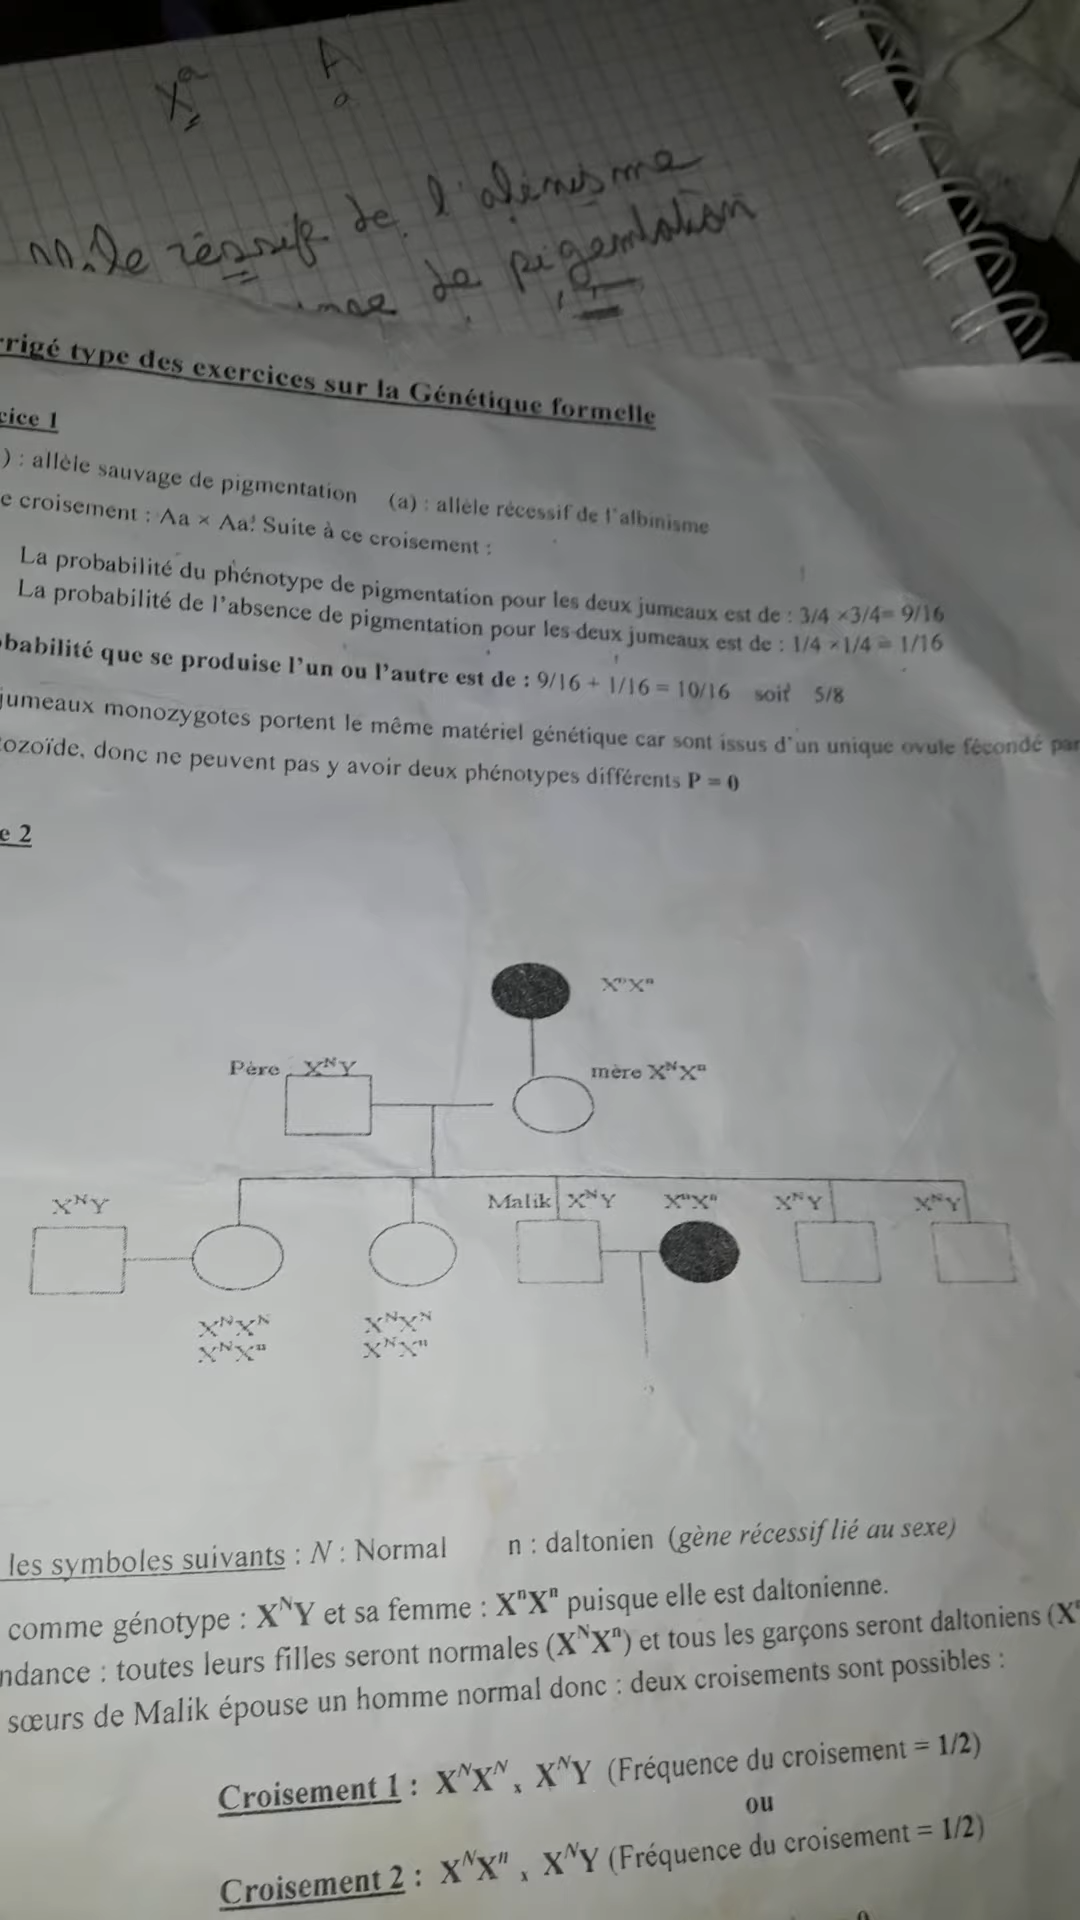 Xᵃ A
a
de réssif de l'alinisme
de pigentation
rrigé type des exercices sur la Génétique formelle
cice 1
) : allèle sauvage de pigmentation (a) : allèle récessif de l'albinisme
e croisement : Aa × Aa. Suite à ce croisement :
La probabilité du phénotype de pigmentation pour les deux jumeaux est de : 3/4 ×3/4= 9/16
La probabilité de l'absence de pigmentation pour les deux jumeaux est de : 1/4 ×1/4 = 1/16
babilité que se produise l'un ou l'autre est de : 9/16 + 1/16 = 10/16 soit 5/8
jumeaux monozygotes portent le même matériel génétique car sont issus d'un unique ovule fécondé par
tozoïde, donc ne peuvent pas y avoir deux phénotypes différents P = 0
e 2
XⁿXⁿ
Père XᴺY mère XᴺXⁿ
XᴺY Malik XᴺY XⁿXⁿ XᴺY XᴺY
XᴺXᴺ XᴺXᴺ
XᴺXⁿ XᴺXⁿ
les symboles suivants : N : Normal n : daltonien (gène récessif lié au sexe)
comme génotype : XᴺY et sa femme : XⁿXⁿ puisque elle est daltonienne.
ndance : toutes leurs filles seront normales (XᴺXⁿ) et tous les garçons seront daltoniens (Xⁿ
sœurs de Malik épouse un homme normal donc : deux croisements sont possibles :
Croisement 1 : XᴺXᴺ x XᴺY (Fréquence du croisement = 1/2)
ou
Croisement 2 : XᴺXⁿ x XᴺY (Fréquence du croisement = 1/2)